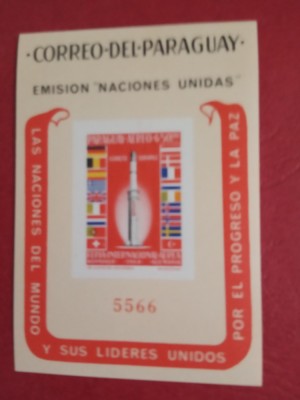 ·CORREO·DEL·PARAGUAY·
EMISION "NACIONES UNIDAS"
LAS NACIONES DEL MUNDO
Y SUS LIDERES UNIDOS
POR EL PROGRESO Y LA PAZ
5566